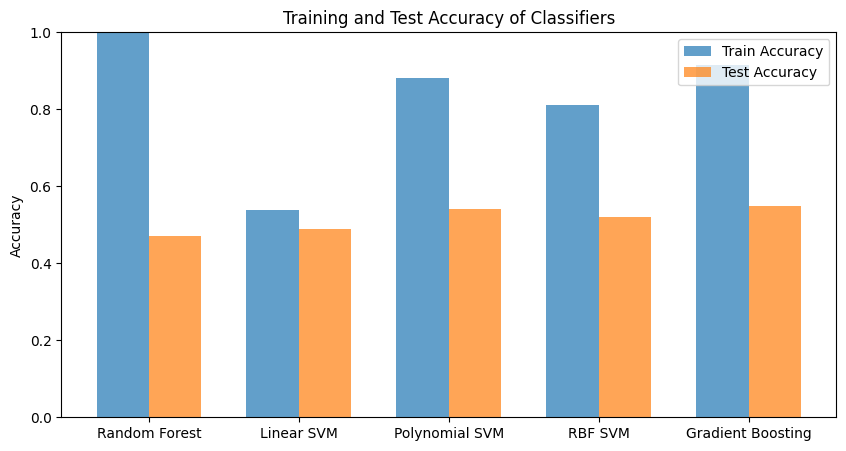 Training and Test Accuracy of Classifiers
Train Accuracy
Test Accuracy
Accuracy
1.0
0.8
0.6
0.4
0.2
0.0
Random Forest
Linear SVM
Polynomial SVM
RBF SVM
Gradient Boosting